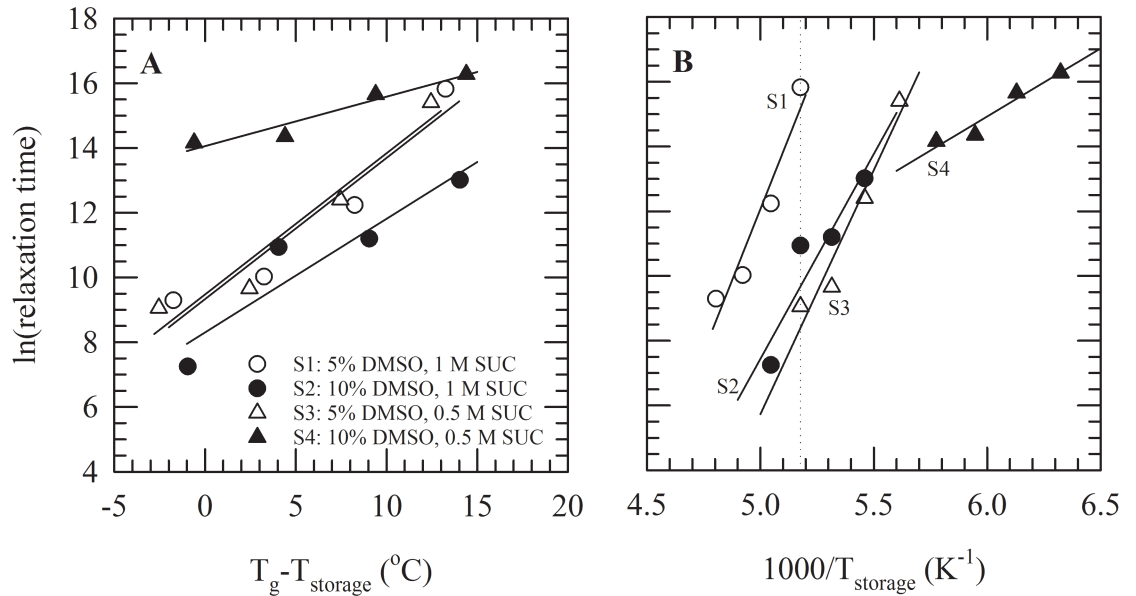 18
16
14
12
10
8
6
4
ln(relaxation time)
A
S1: 5% DMSO, 1 M SUC
S2: 10% DMSO, 1 M SUC
S3: 5% DMSO, 0.5 M SUC
S4: 10% DMSO, 0.5 M SUC
-5 0 5 10 15 20
Tg-Tstorage (oC)
B
S1
S4
S3
S2
4.5 5.0 5.5 6.0 6.5
1000/Tstorage (K-1)